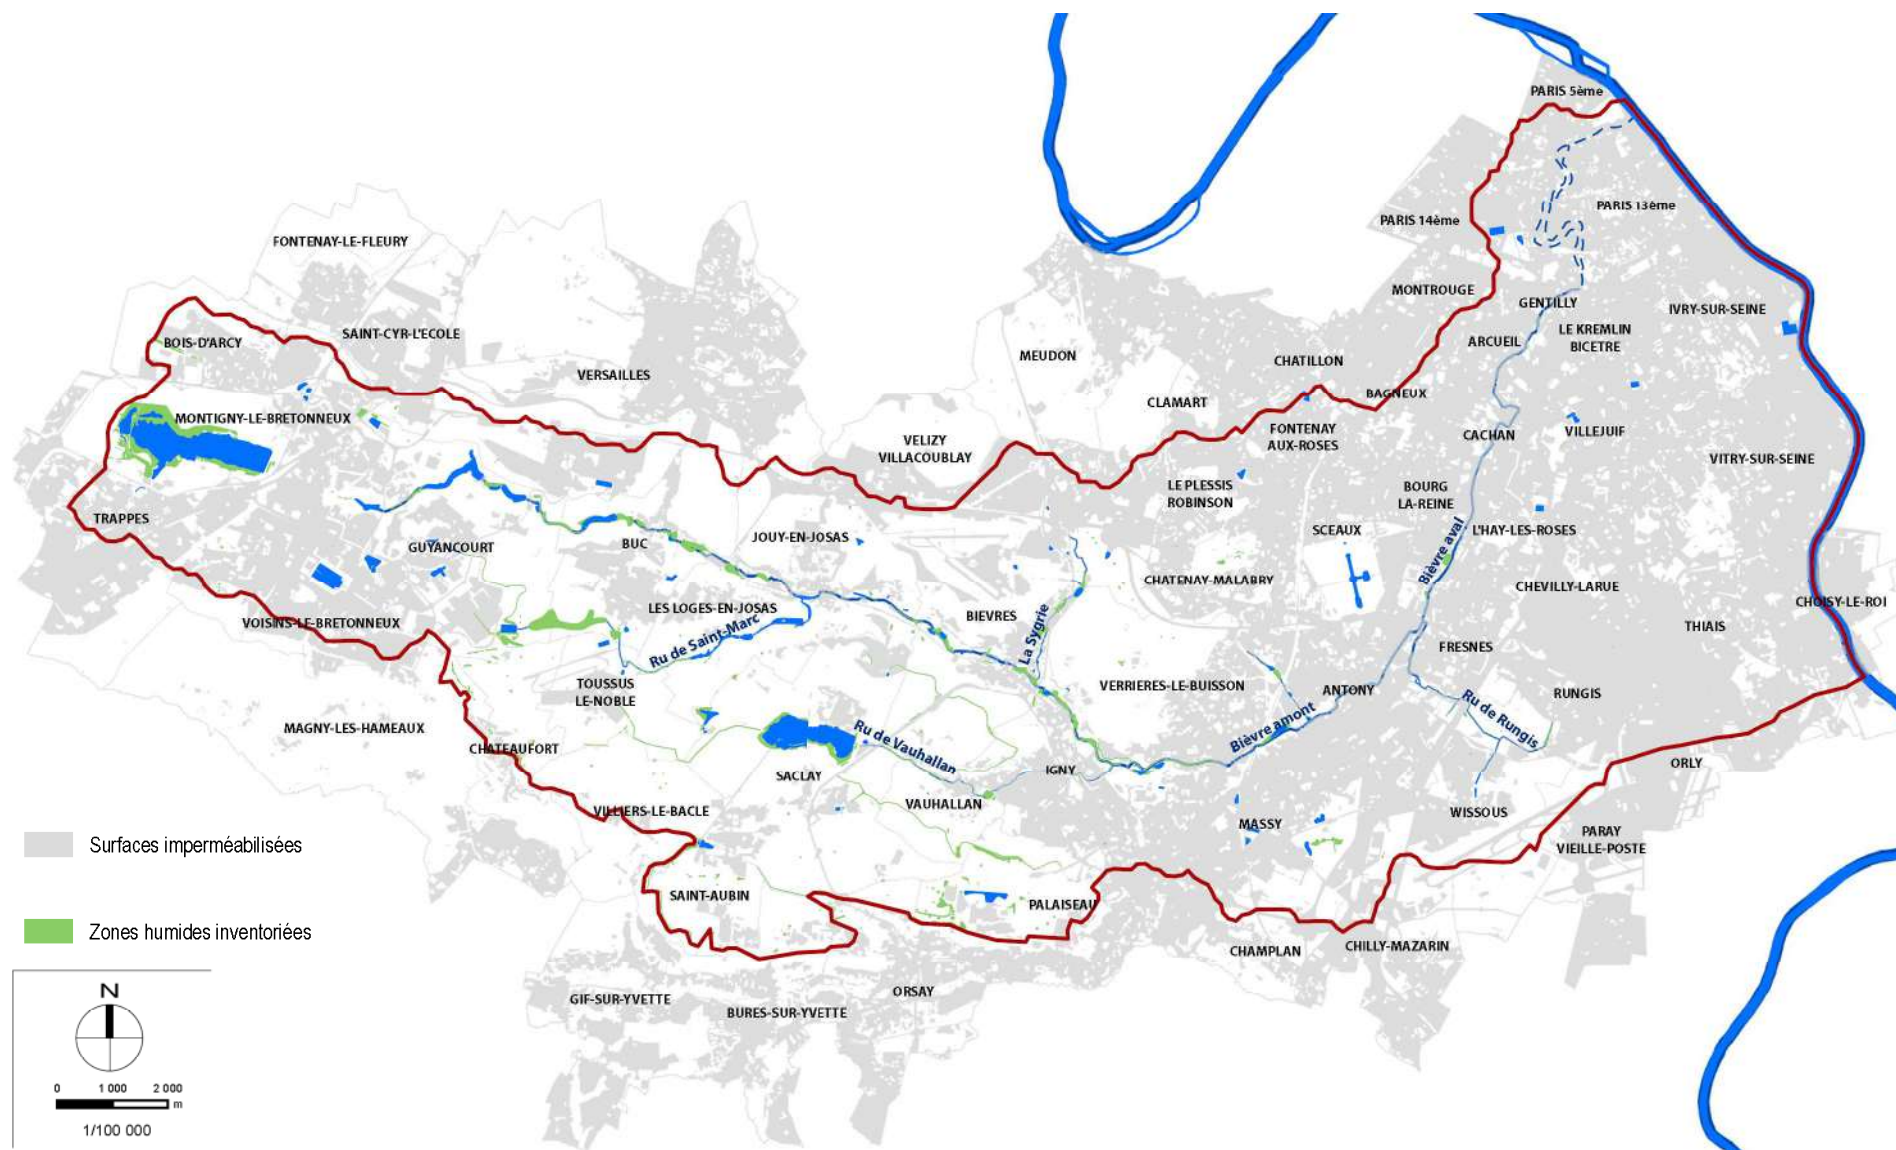 PARIS 5ème
PARIS 13ème
PARIS 14ème
FONTENAY-LE-FLEURY
MONTROUGE
GENTILLY
IVRY-SUR-SEINE
BOIS-D'ARCY
SAINT-CYR-L'ECOLE
LE KREMLIN
BICETRE
ARCUEIL
MEUDON
CHATILLON
VERSAILLES
BAGNEUX
CLAMART
MONTIGNY-LE-BRETONNEUX
FONTENAY
AUX-ROSES
CACHAN
VILLEJUIF
VELIZY
VILLACOUBLAY
VITRY-SUR-SEINE
LE PLESSIS
ROBINSON
BOURG
LA-REINE
TRAPPES
SCEAUX
L'HAY-LES-ROSES
GUYANCOURT
BUC
JOUY-EN-JOSAS
Bièvre aval
CHATENAY-MALABRY
CHEVILLY-LARUE
CHOISY-LE-ROI
LES LOGES-EN-JOSAS
BIEVRES
VOISINS-LE-BRETONNEUX
Ru de Saint-Marc
La Sygrie
THIAIS
FRESNES
TOUSSUS
LE-NOBLE
VERRIERES-LE-BUISSON
ANTONY
RUNGIS
Ru de Rungis
MAGNY-LES-HAMEAUX
Bièvre amont
CHATEAUFORT
Ru de Vauhallan
ORLY
SACLAY
IGNY
VILLIERS-LE-BACLE
VAUHALLAN
WISSOUS
MASSY
PARAY
VIEILLE-POSTE
Surfaces imperméabilisées
SAINT-AUBIN
PALAISEAU
Zones humides inventoriées
CHAMPLAN
CHILLY-MAZARIN
GIF-SUR-YVETTE
ORSAY
BURES-SUR-YVETTE
N
0 1 000 2 000
m
1/100 000